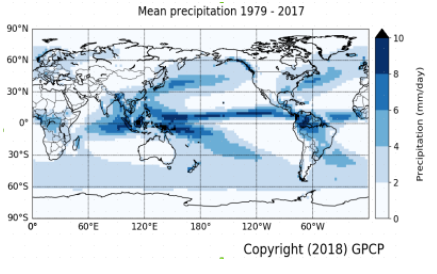 Mean precipitation 1979 - 2017
90°N
60°N
30°N
0°
30°S
60°S
90°S
0° 60°E 120°E 180° 120°W 60°W
10
8
6
4
2
0
Precipitation (mm/day)
Copyright (2018) GPCP